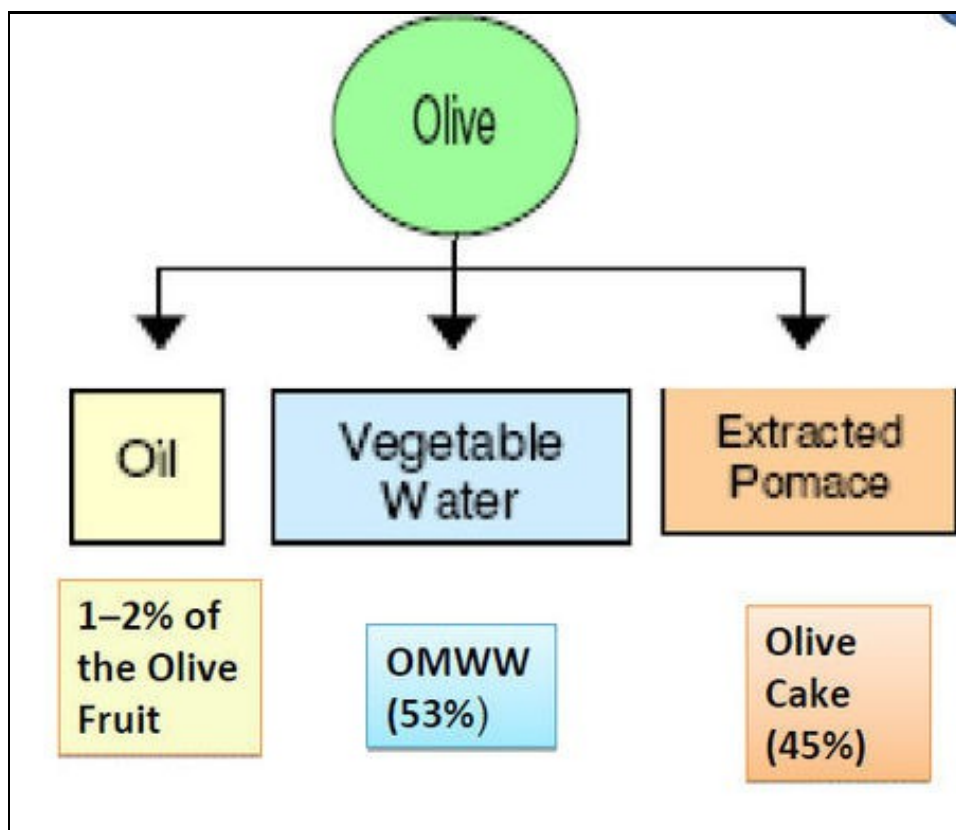 Olive
Oil
Vegetable
Water
Extracted
Pomace
1–2% of
the Olive
Fruit
OMWW
(53%)
Olive
Cake
(45%)